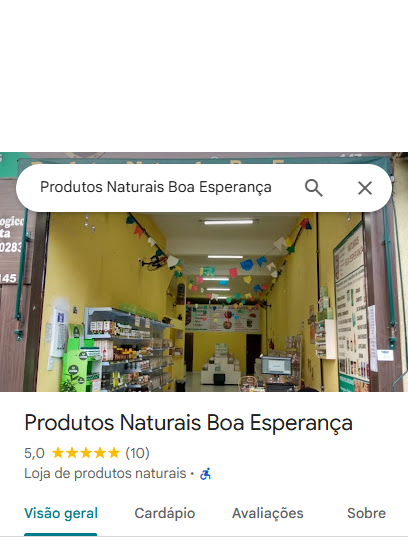 Produtos Naturais Boa Esperança
ogico
ta
0283
145
Produtos Naturais Boa Esperança
5,0 ★★★★★ (10)
Loja de produtos naturais ·
Visão geral Cardápio Avaliações Sobre